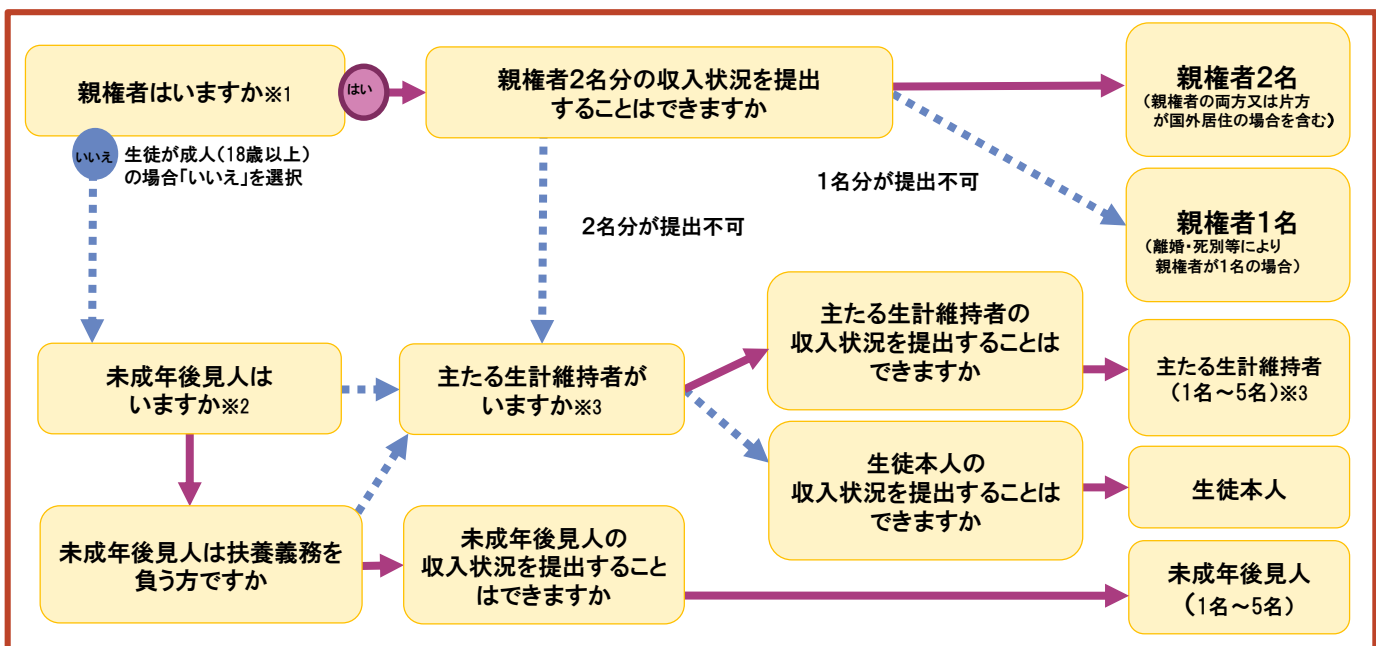 親権者はいますか※1
はい
親権者2名分の収入状況を提出
することはできますか
親権者2名
(親権者の両方又は片方
が国外居住の場合を含む)
いいえ
生徒が成人(18歳以上)
の場合「いいえ」を選択
1名分が提出不可
2名分が提出不可
親権者1名
(離婚・死別等により
親権者が1名の場合)
未成年後見人は
いますか※2
主たる生計維持者が
いますか※3
主たる生計維持者の
収入状況を提出することは
できますか
主たる生計維持者
(1名～5名)※3
生徒本人の
収入状況を提出することは
できますか
生徒本人
未成年後見人は扶養義務を
負う方ですか
未成年後見人の
収入状況を提出すること
はできますか
未成年後見人
(1名～5名)